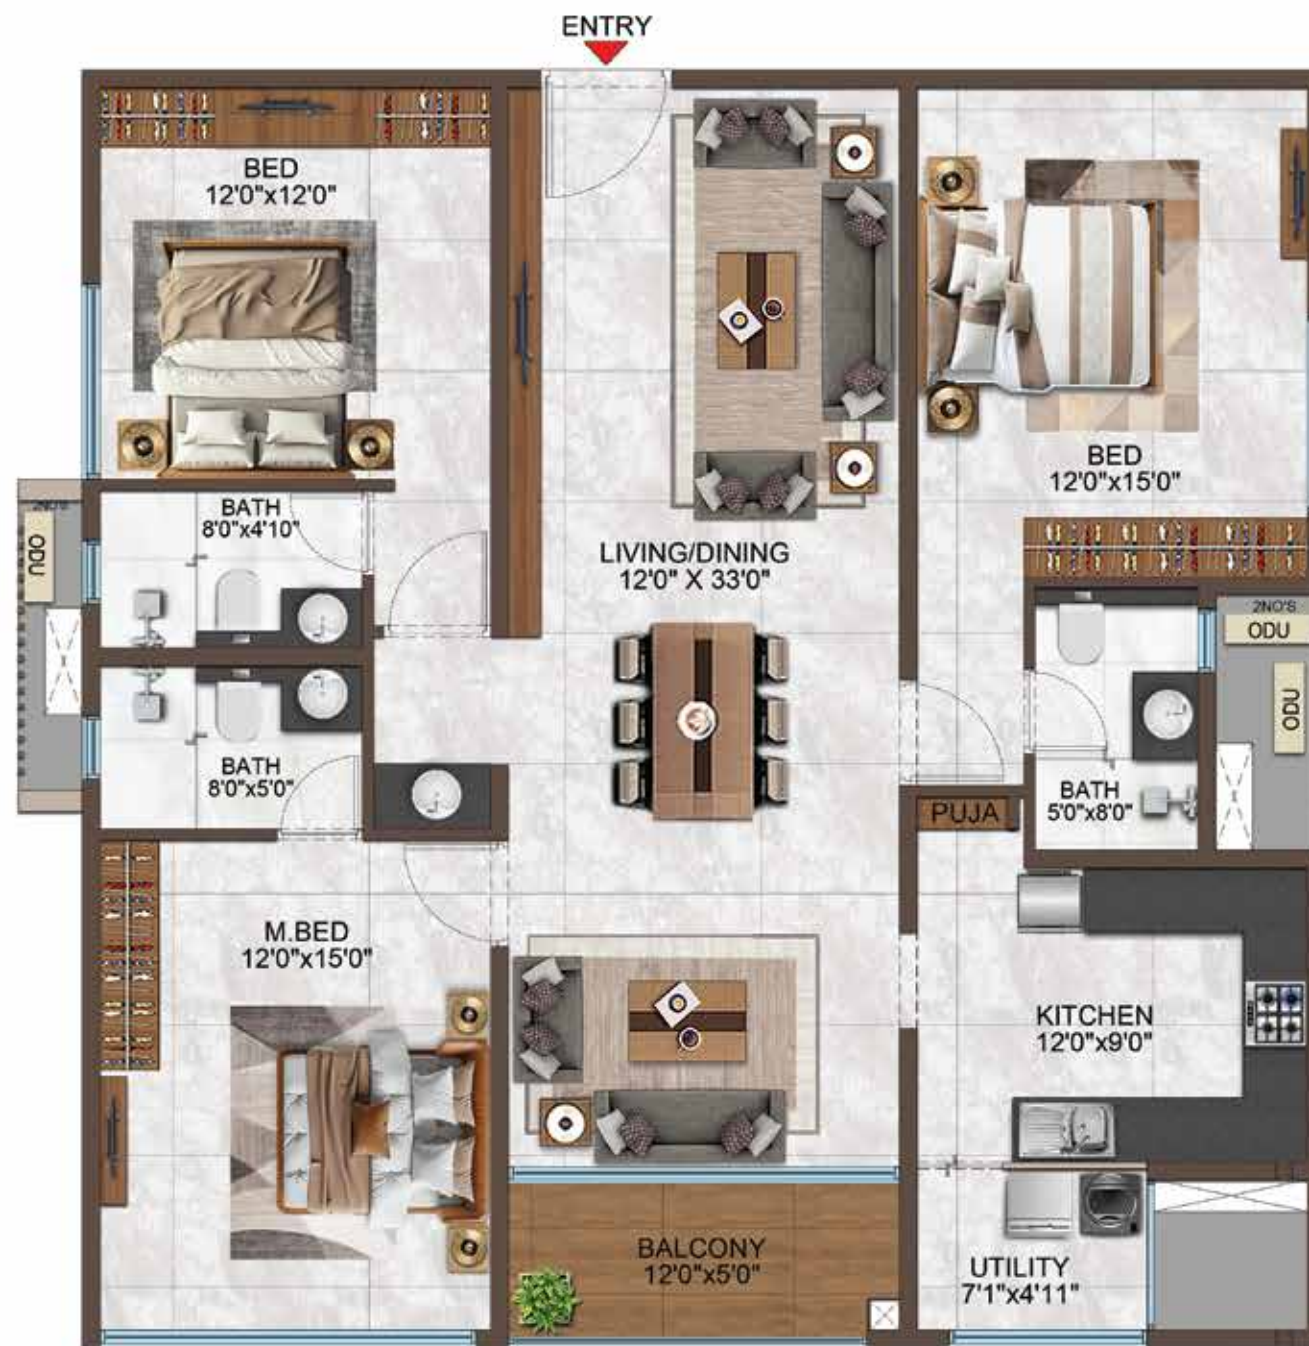 ENTRY
BED
12'0"x12'0"
BED
12'0"x15'0"
BATH
8'0"x4'10"
2NO'S
ODU
LIVING/DINING
12'0" X 33'0"
2NO'S
ODU
ODU
BATH
8'0"x5'0"
BATH
5'0"x8'0"
PUJA
M.BED
12'0"x15'0"
KITCHEN
12'0"x9'0"
BALCONY
12'0"x5'0"
UTILITY
7'1"x4'11"